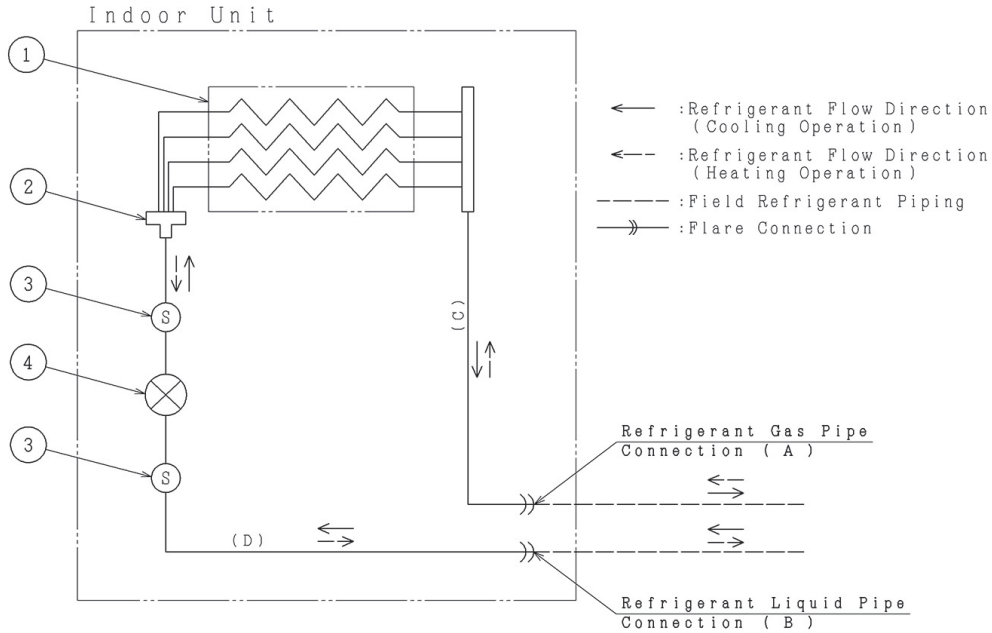 Indoor Unit
1
2
3
4
3
S
S
(C)
(D)
:Refrigerant Flow Direction
(Cooling Operation)
:Refrigerant Flow Direction
(Heating Operation)
:Field Refrigerant Piping
:Flare Connection
Refrigerant Gas Pipe
Connection (A)
Refrigerant Liquid Pipe
Connection (B)